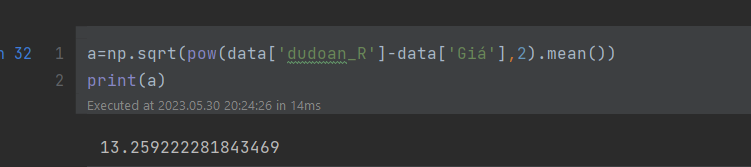 n 32
1 a=np.sqrt(pow(data['dudoan_R']-data['Giá'],2).mean())
2 print(a)
Executed at 2023.05.30 20:24:26 in 14ms
13.259222281843469